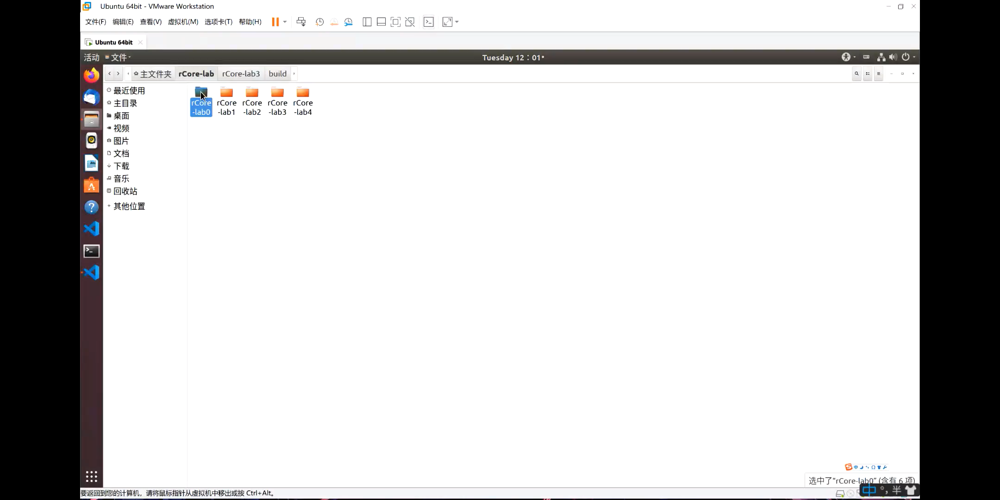 Ubuntu 64bit - VMware Workstation
文件(F) 编辑(E) 查看(V) 虚拟机(M) 选项卡(T) 帮助(H)
Ubuntu 64bit
活动 文件 Tuesday 12：01
主文件夹 rCore-lab rCore-lab3 build
最近使用
主目录
桌面
视频
图片
文档
下载
音乐
回收站
其他位置
rCore
-lab0
rCore
-lab1
rCore
-lab2
rCore
-lab3
rCore
-lab4
中
选中了“rCore-lab0” (含有 6 项)
中 °, 半
要返回到您的计算机，请将鼠标指针从虚拟机中移出或按 Ctrl+Alt。